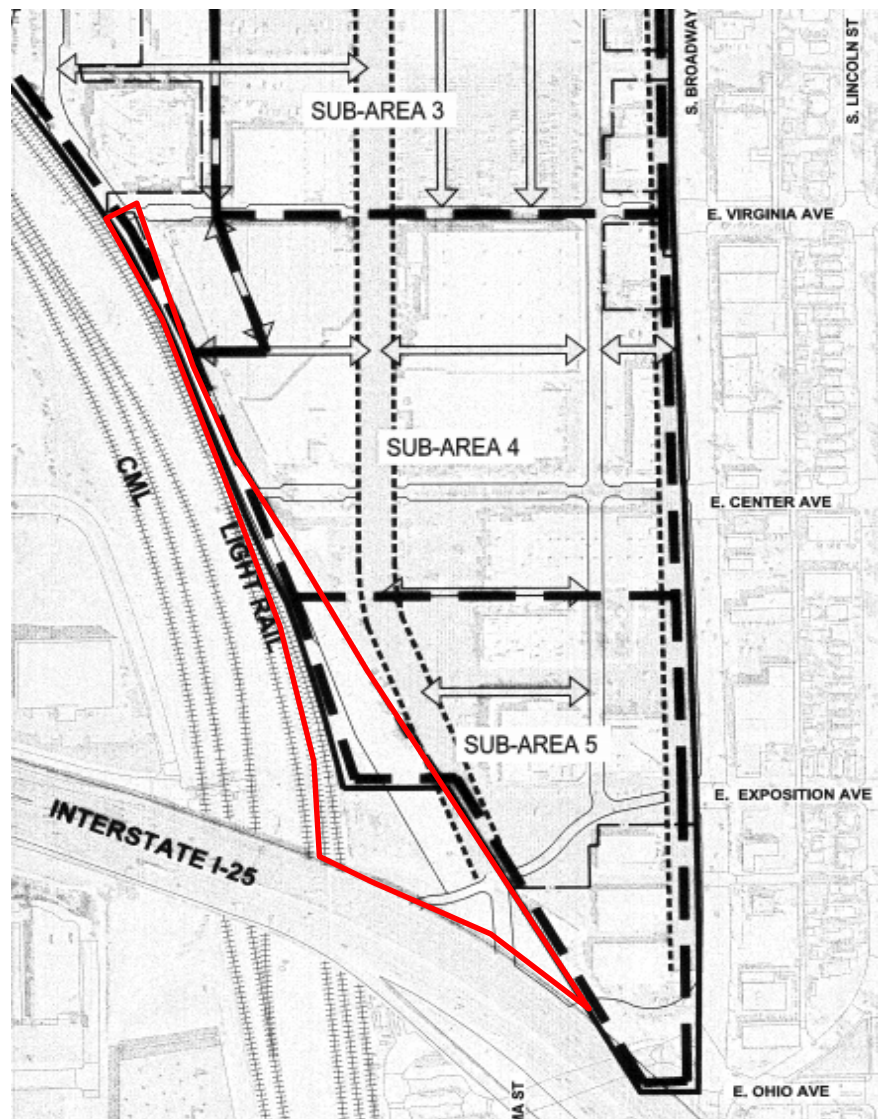 S. BROADWAY
S. LINCOLN ST
SUB-AREA 3
E. VIRGINIA AVE
SUB-AREA 4
CML
E. CENTER AVE
LIGHT RAIL
SUB-AREA 5
E. EXPOSITION AVE
INTERSTATE I-25
E. OHIO AVE